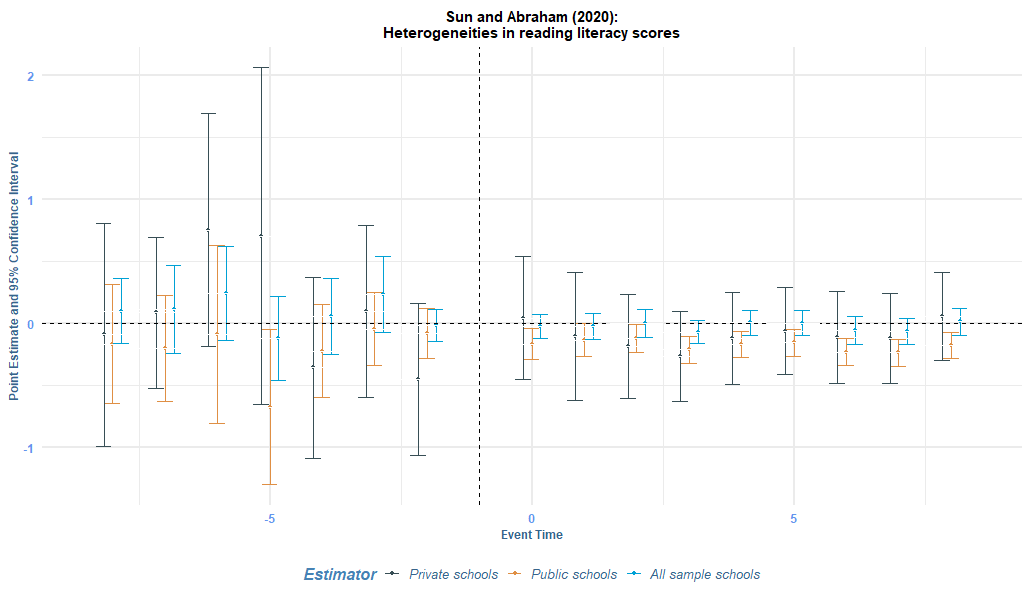 Sun and Abraham (2020):
Heterogeneities in reading literacy scores
Point Estimate and 95% Confidence Interval
2
1
0
-1
-5
0
5
Event Time
Estimator Private schools Public schools All sample schools